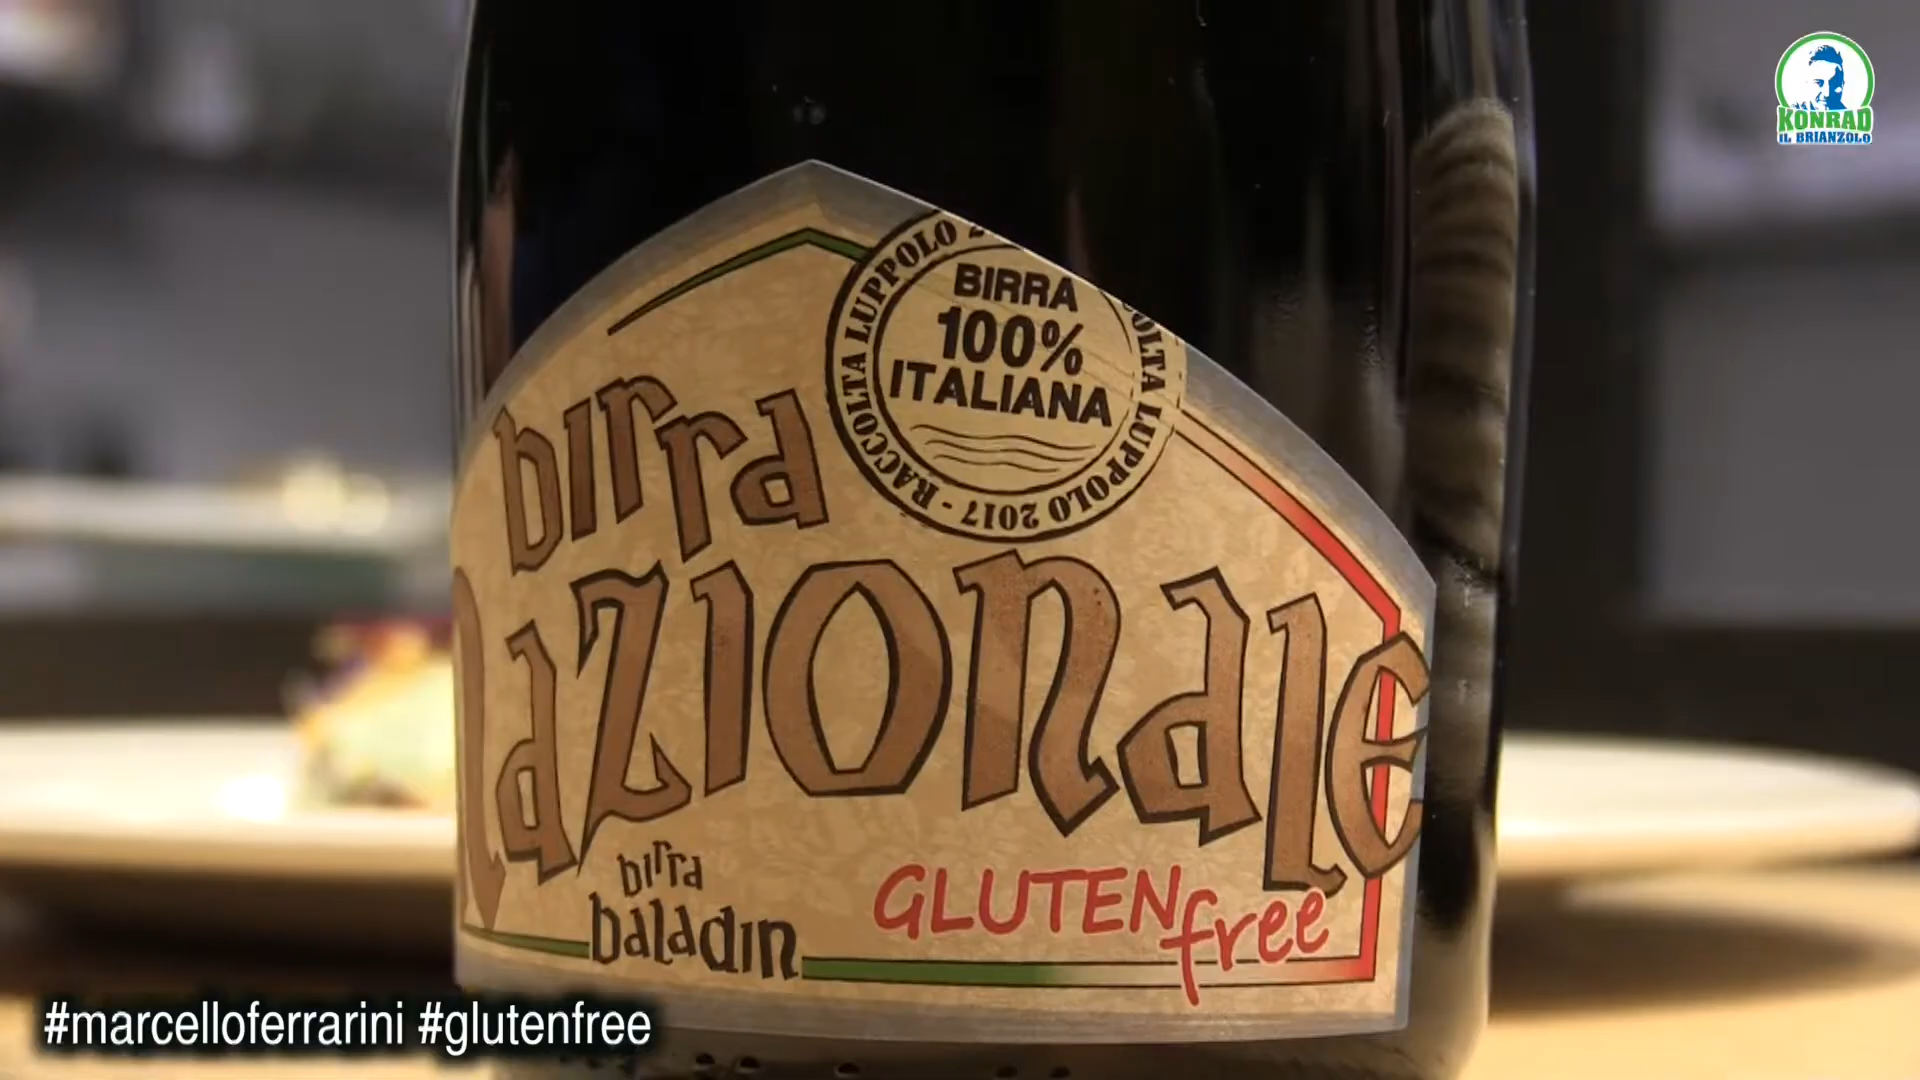 KONRAD
IL BRIANZOLO
RACCOLTA LUPPOLO 2017 - RACCOLTA LUPPOLO
BIRRA
100%
ITALIANA
birra
nazionale
birra
baladin
GLUTEN
free
#marcelloferrarini #glutenfree